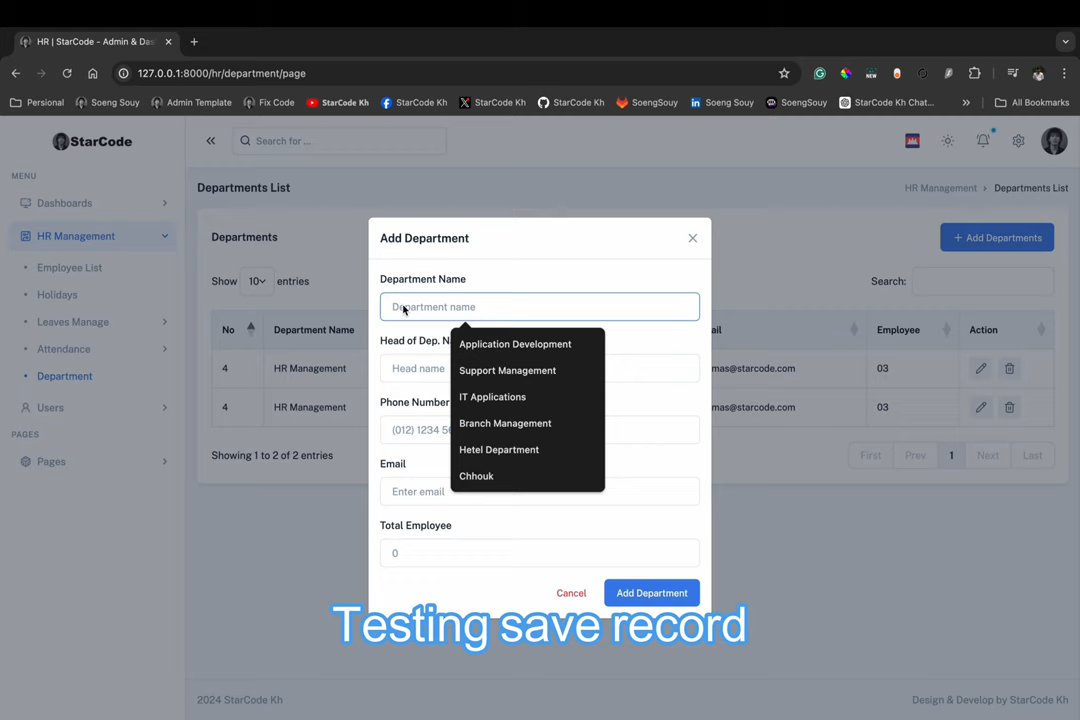 HR | StarCode - Admin & Das
127.0.0.1:8000/hr/department/page
NEW
Personal
Soeng Souy
Admin Template
Fix Code
StarCode Kh
StarCode Kh
StarCode Kh
StarCode Kh
SoengSouy
Soeng Souy
SoengSouy
StarCode Kh Chat...
All Bookmarks
StarCode
Search for ...
MENU
Dashboards
HR Management
Employee List
Holidays
Leaves Manage
Attendance
Department
Users
PAGES
Pages
Departments List
HR Management
Departments List
Departments
+ Add Departments
Show 10 entries
Search:
No
Department Name
ail
Employee
Action
4
HR Management
mas@starcode.com
03
4
HR Management
mas@starcode.com
03
Showing 1 to 2 of 2 entries
First
Prev
1
Next
Last
Add Department
Department Name
Department name
Head of Dep. N
Head name
Phone Number
(012) 1234 56
Email
Enter email
Total Employee
0
Cancel
Add Department
Application Development
Support Management
IT Applications
Branch Management
Hetel Department
Chhouk
Testing save record
2024 StarCode Kh
Design & Develop by StarCode Kh